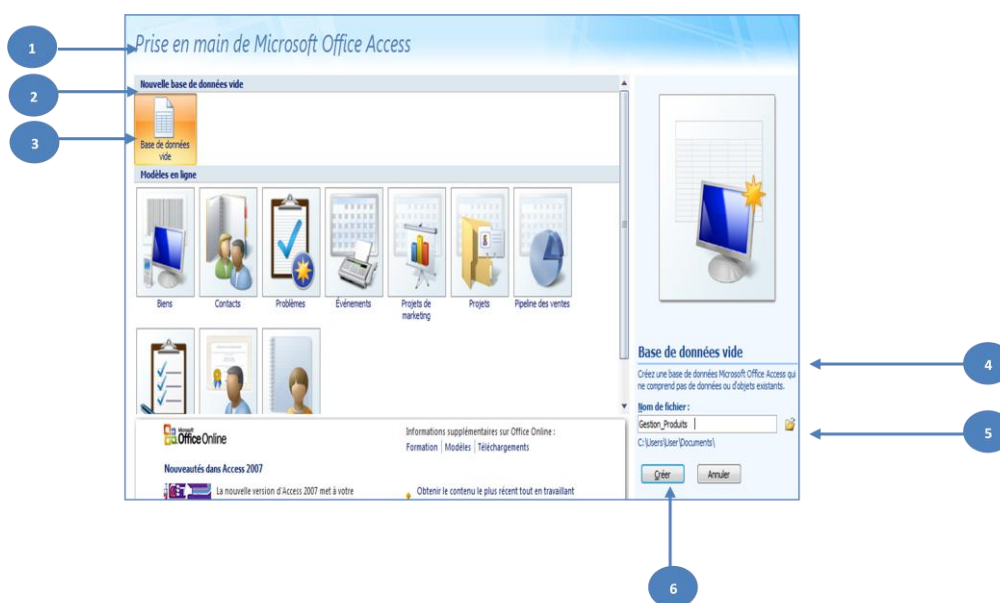 1
Prise en main de Microsoft Office Access
2
Nouvelle base de données vide
3
Base de données
vide
Modèles en ligne
Biens
Contacts
Problèmes
Événements
Projets de
marketing
Projets
Pipeline des ventes
Microsoft
Office Online
Informations supplémentaires sur Office Online :
Formation | Modèles | Téléchargements
Nouveautés dans Access 2007
La nouvelle version d'Access 2007 met à votre
Obtenir le contenu le plus récent tout en travaillant
Base de données vide
4
Créez une base de données Microsoft Office Access qui
ne comprend pas de données ou d'objets existants.
Nom de fichier :
Gestion_Produits
5
C:\Users\User\Documents\
Créer
Annuler
6